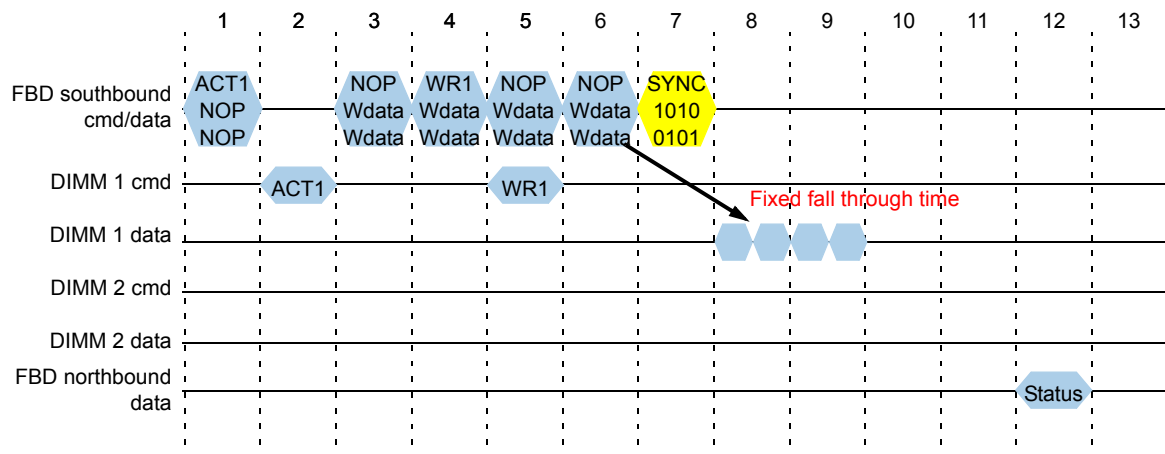 1 2 3 4 5 6 7 8 9 10 11 12 13
FBD southbound
cmd/data
ACT1
NOP
NOP
NOP
Wdata
Wdata
WR1
Wdata
Wdata
NOP
Wdata
Wdata
NOP
Wdata
Wdata
SYNC
1010
0101
DIMM 1 cmd
ACT1
WR1
Fixed fall through time
DIMM 1 data
DIMM 2 cmd
DIMM 2 data
FBD northbound
data
Status